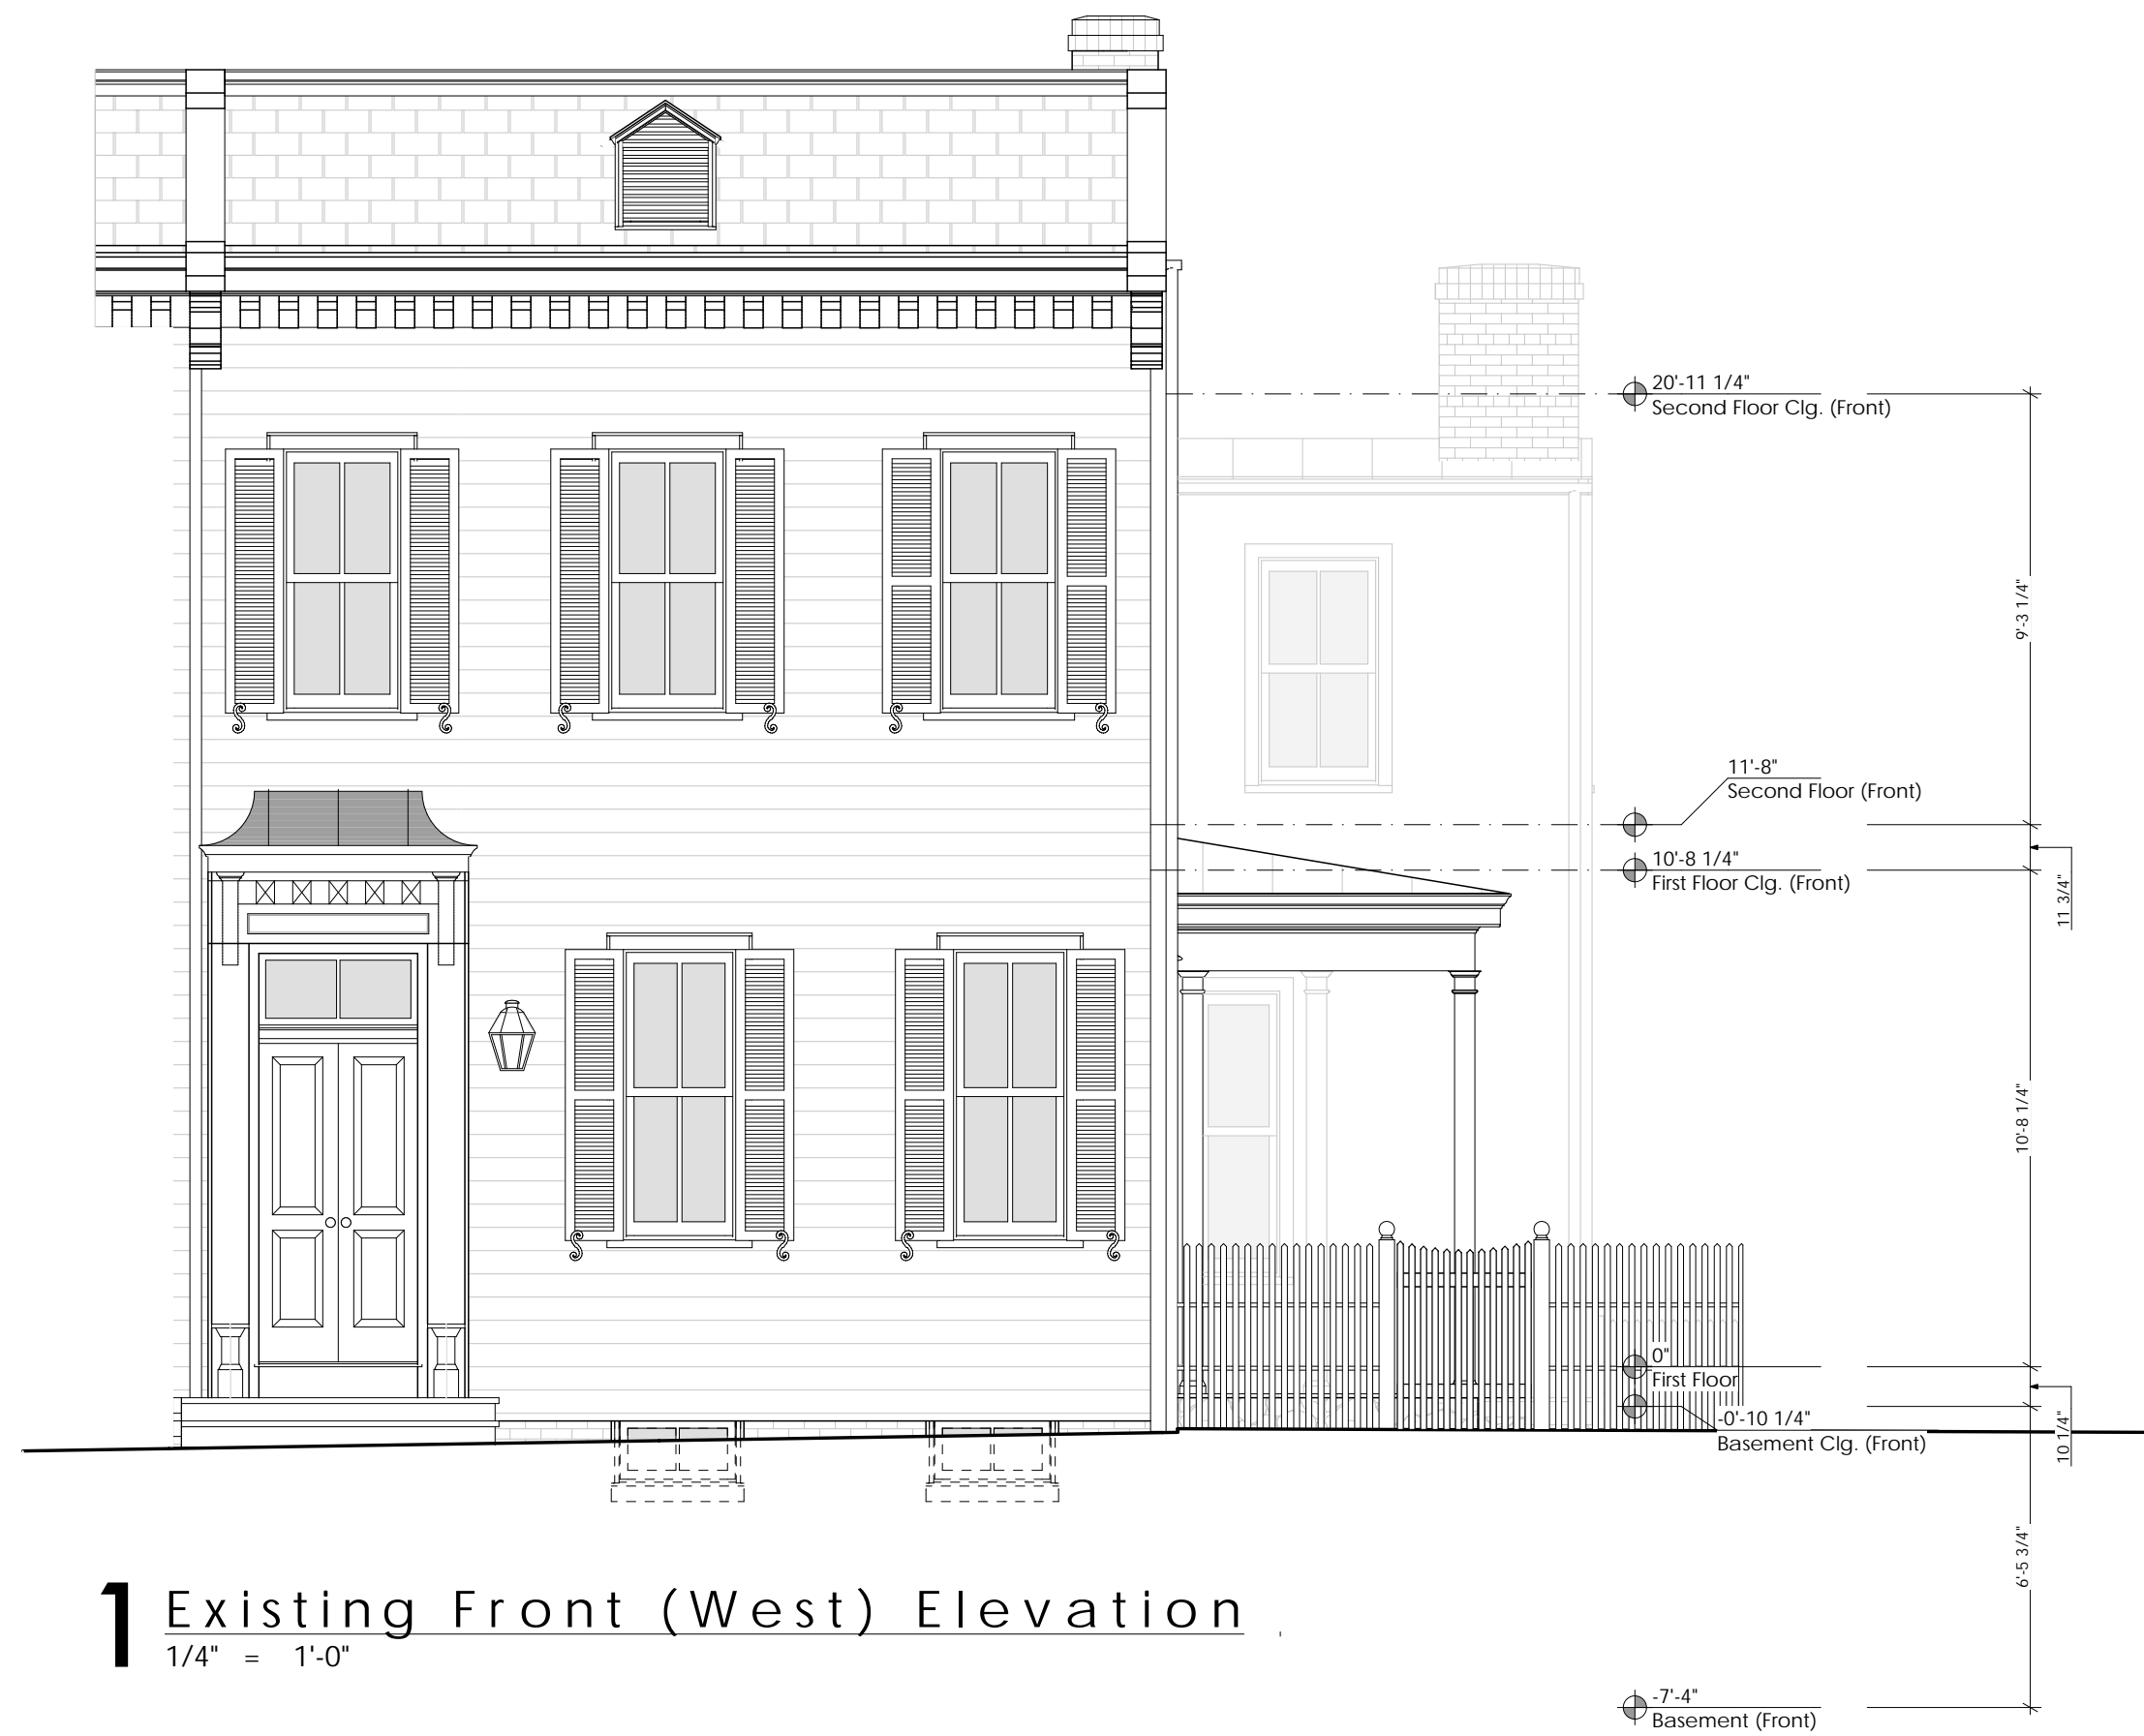 20'-11 1/4"
Second Floor Clg. (Front)
9'-3 1/4"
11'-8"
Second Floor (Front)
10'-8 1/4"
First Floor Clg. (Front)
11 3/4"
10'-8 1/4"
0"
First Floor
-0'-10 1/4"
Basement Clg. (Front)
10 1/4"
6'-5 3/4"
1 Existing Front (West) Elevation
1/4" = 1'-0"
-7'-4"
Basement (Front)